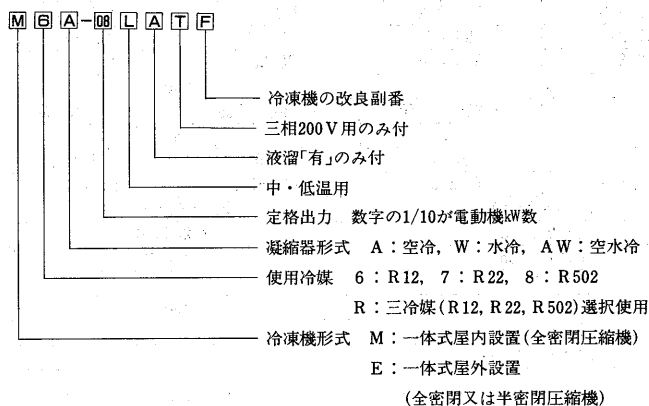 M6A-08LATF
冷凍機の改良副番
三相200V用のみ付
液溜「有」のみ付
中・低温用
定格出力 数字の1/10が電動機kW数
凝縮器形式 A:空冷, W:水冷, AW:空水冷
使用冷媒 6:R12, 7:R22, 8:R502
R:三冷媒(R12, R22, R502)選択使用
冷凍機形式 M:一体式屋内設置(全密閉圧縮機)
E:一体式屋外設置
(全密閉又は半密閉圧縮機)